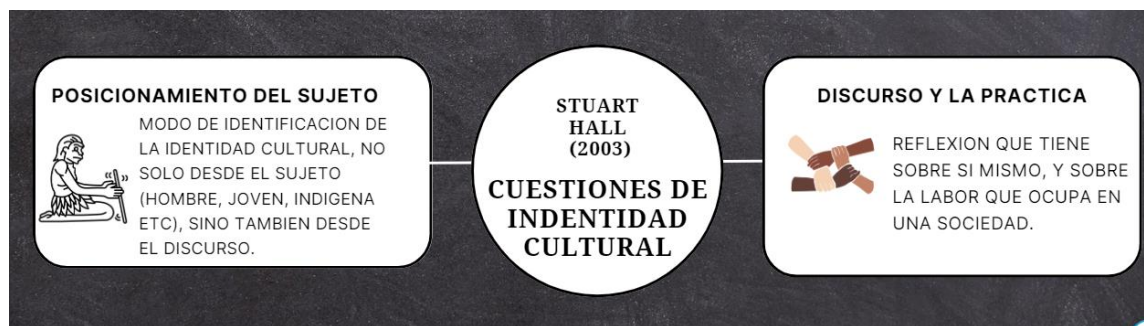 POSICIONAMIENTO DEL SUJETO
MODO DE IDENTIFICACION DE
LA IDENTIDAD CULTURAL, NO
SOLO DESDE EL SUJETO
(HOMBRE, JOVEN, INDIGENA
ETC), SINO TAMBIEN DESDE
EL DISCURSO.
STUART
HALL
(2003)
CUESTIONES DE
INDENTIDAD
CULTURAL
DISCURSO Y LA PRACTICA
REFLEXION QUE TIENE
SOBRE SI MISMO, Y SOBRE
LA LABOR QUE OCUPA EN
UNA SOCIEDAD.